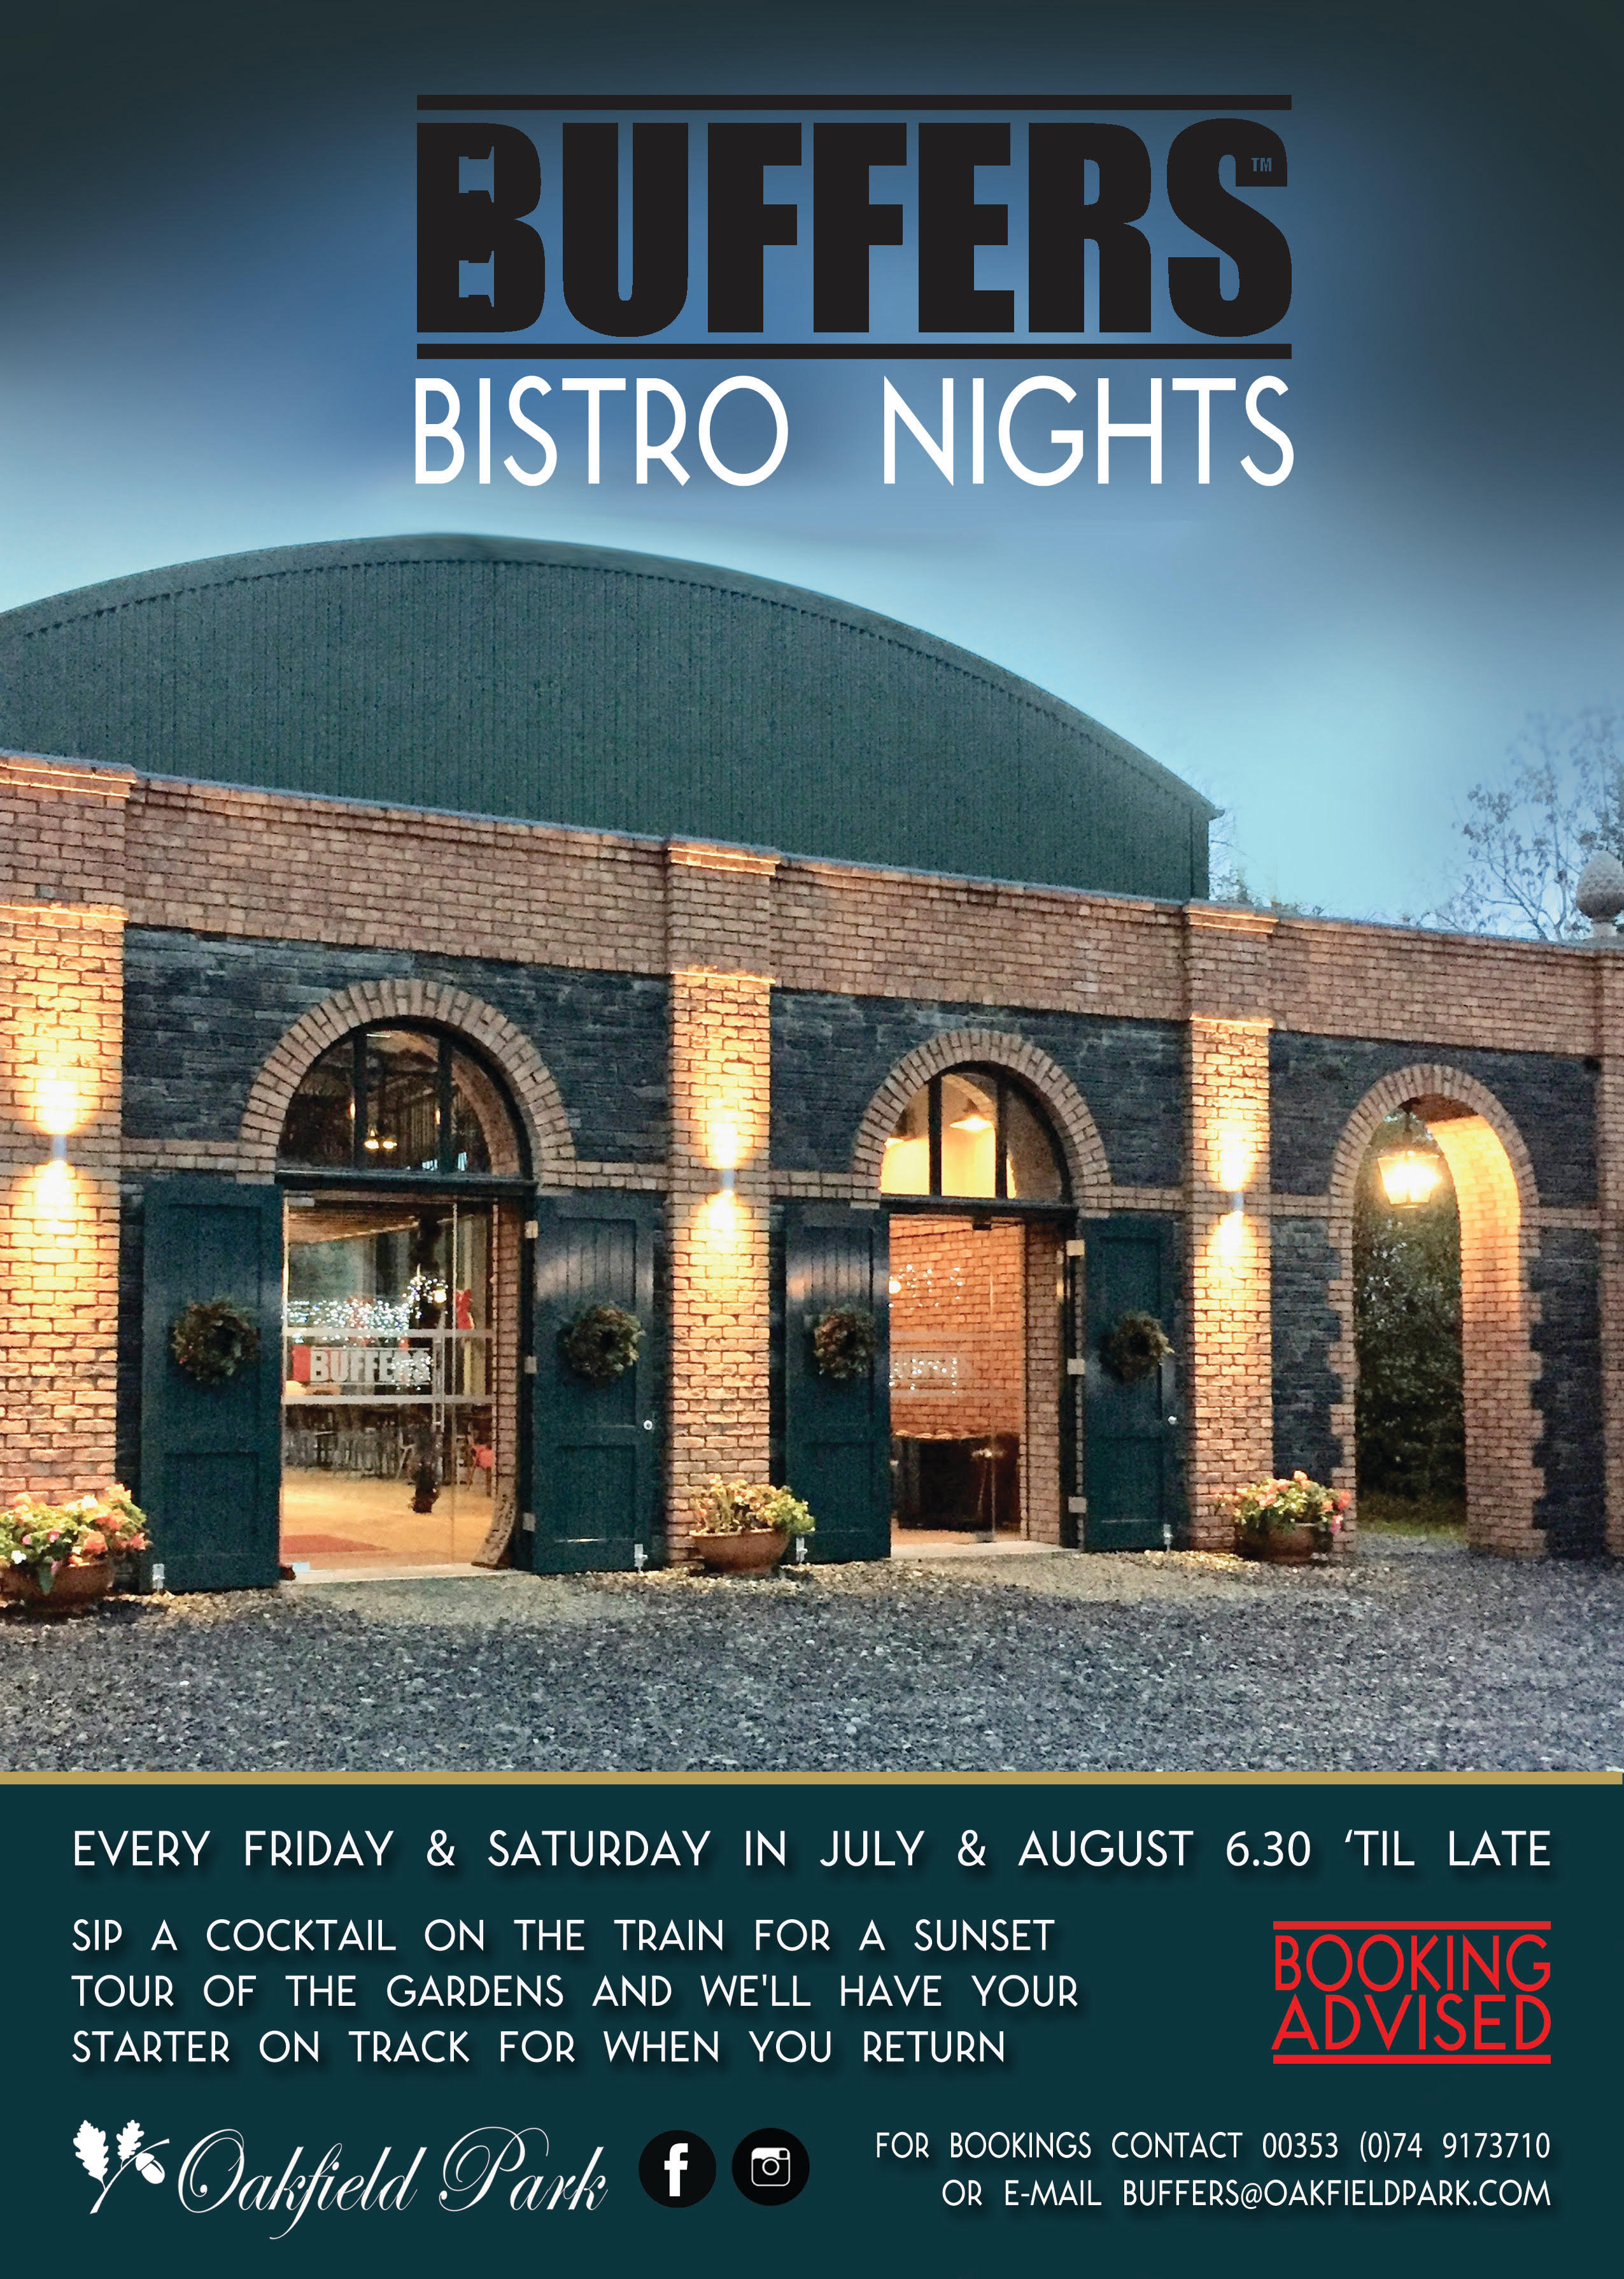 BUFFERS™
BISTRO NIGHTS
BUFFERS
EVERY FRIDAY & SATURDAY IN JULY & AUGUST 6.30 ‘TIL LATE
SIP A COCKTAIL ON THE TRAIN FOR A SUNSET
TOUR OF THE GARDENS AND WE'LL HAVE YOUR
STARTER ON TRACK FOR WHEN YOU RETURN
BOOKING
ADVISED
Oakfield Park
FOR BOOKINGS CONTACT 00353 (0)74 9173710
OR E-MAIL BUFFERS@OAKFIELDPARK.COM